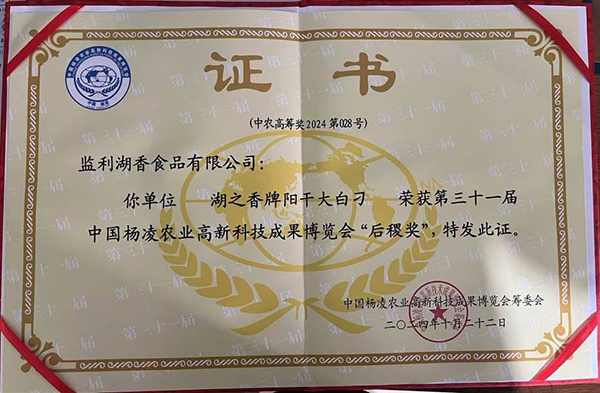 证书
（中农高筹奖2024第028号）
监利湖香食品有限公司：
你单位 湖之香牌阳干大白刁 荣获第三十一届
中国杨凌农业高新科技成果博览会“后稷奖”，特发此证。
中国杨凌农业高新科技成果博览会筹委会
二〇二四年十月二十二日